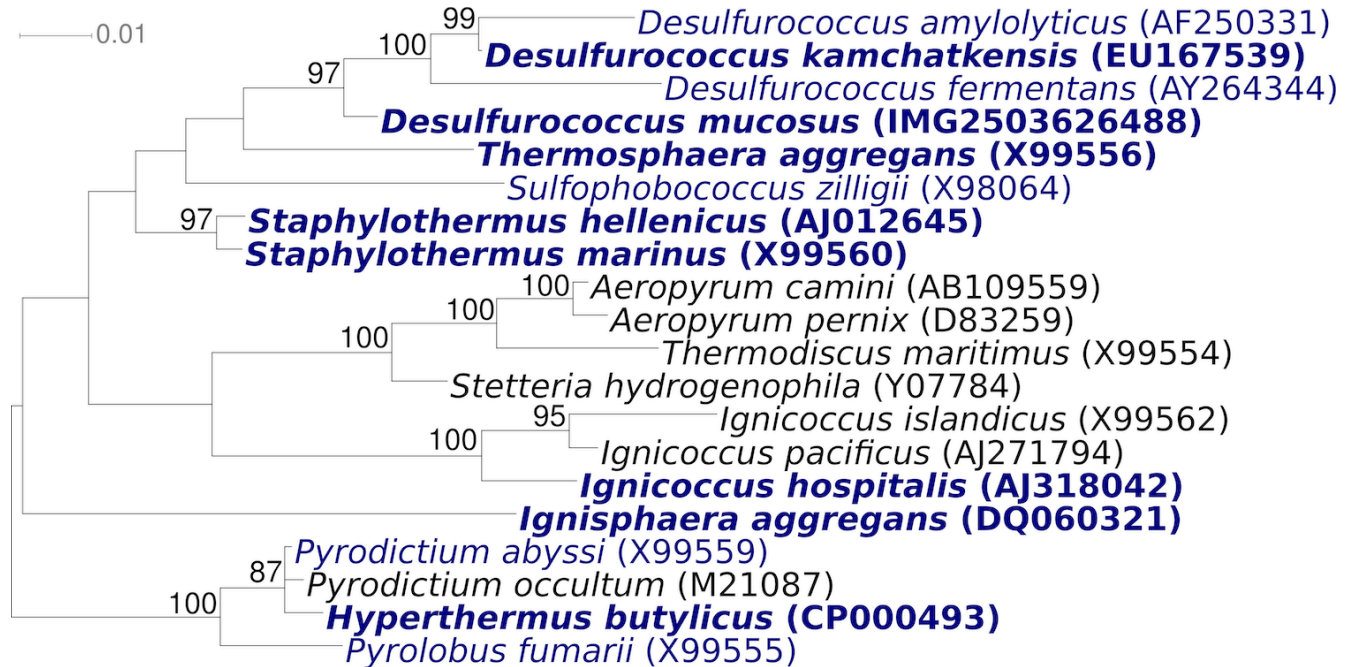 0.01
99
Desulfurococcus amylolyticus (AF250331)
100
Desulfurococcus kamchatkensis (EU167539)
97
Desulfurococcus fermentans (AY264344)
Desulfurococcus mucosus (IMG2503626488)
Thermosphaera aggregans (X99556)
Sulfophobococcus zilligii (X98064)
97
Staphylothermus hellenicus (AJ012645)
Staphylothermus marinus (X99560)
100
Aeropyrum camini (AB109559)
100
Aeropyrum pernix (D83259)
100
Thermodiscus maritimus (X99554)
Stetteria hydrogenophila (Y07784)
95
Ignicoccus islandicus (X99562)
100
Ignicoccus pacificus (AJ271794)
Ignicoccus hospitalis (AJ318042)
Ignisphaera aggregans (DQ060321)
Pyrodictium abyssi (X99559)
87
Pyrodictium occultum (M21087)
100
Hyperthermus butylicus (CP000493)
Pyrolobus fumarii (X99555)